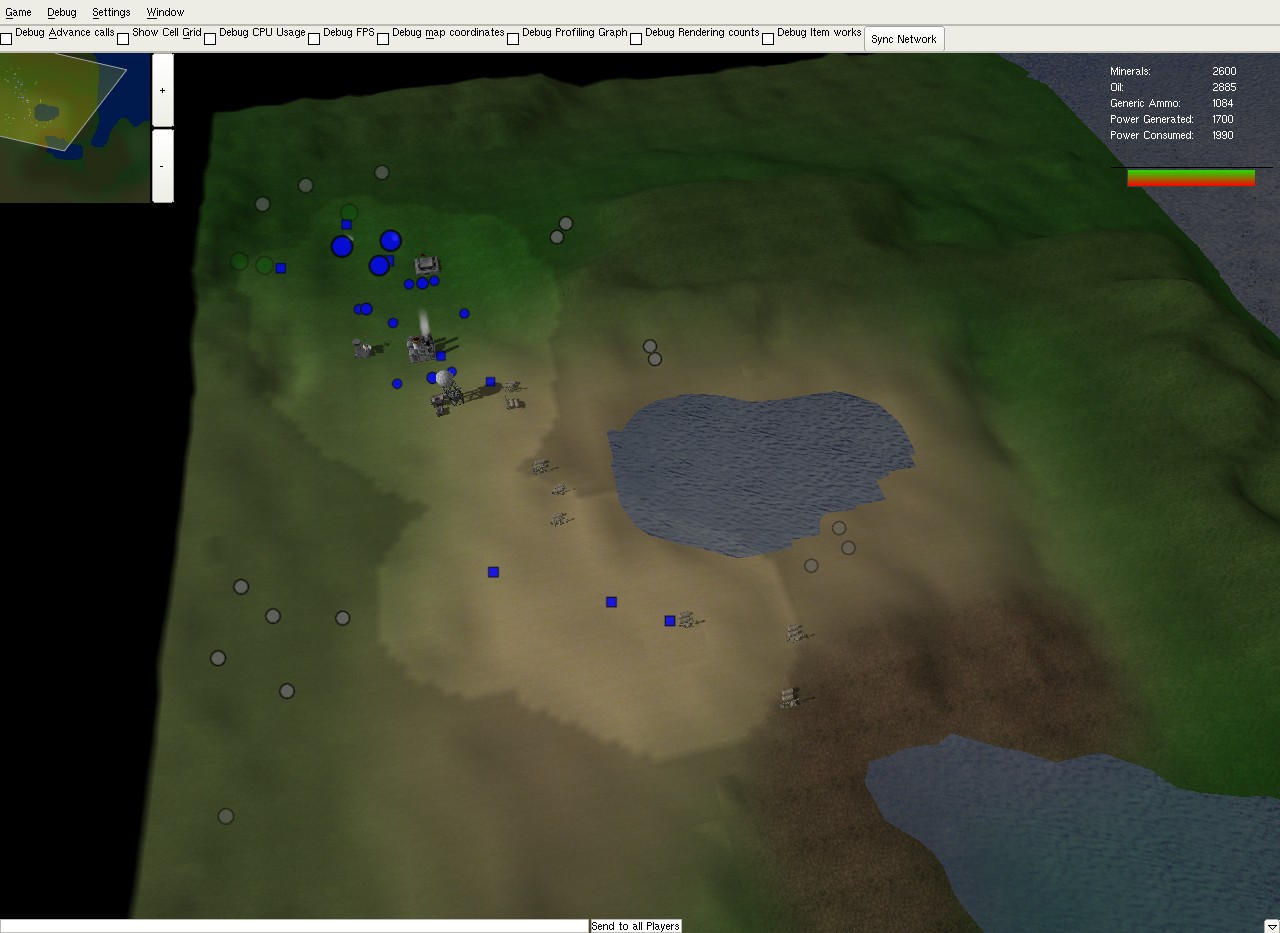 Game Debug Settings Window
Debug Advance calls Show Cell Grid Debug CPU Usage Debug FPS Debug map coordinates Debug Profiling Graph Debug Rendering counts Debug Item works Sync Network
+
-
Minerals: 2600
Oil: 2885
Generic Ammo: 1084
Power Generated: 1700
Power Consumed: 1990
Send to all Players